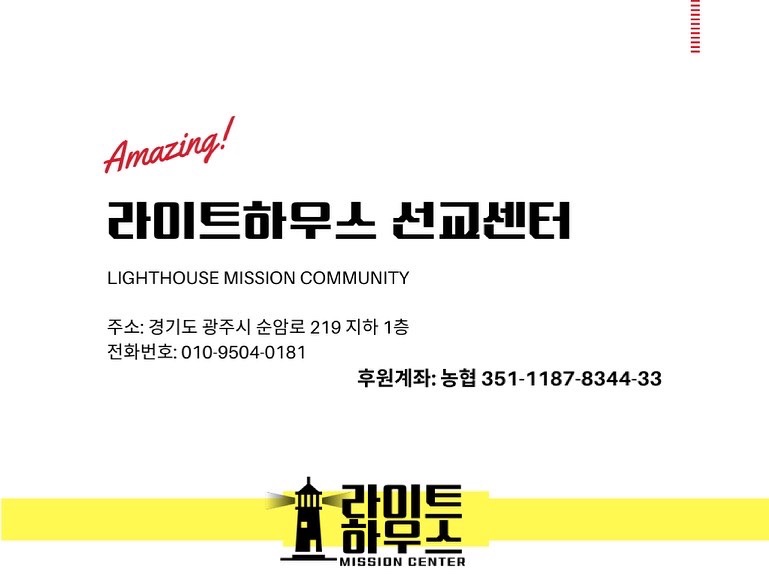 Amazing!
라이트하우스 선교센터
LIGHTHOUSE MISSION COMMUNITY
주소: 경기도 광주시 순암로 219 지하 1층
전화번호: 010-9504-0181
후원계좌: 농협 351-1187-8344-33
라이트
하우스
MISSION CENTER